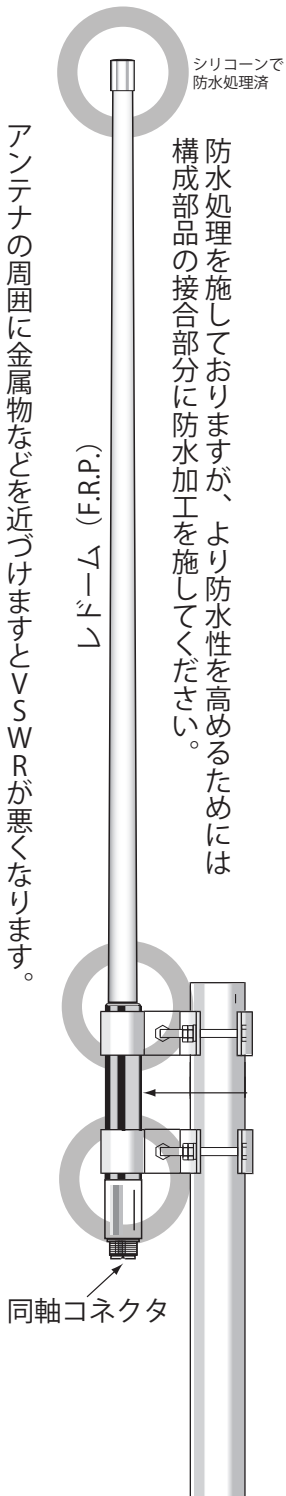 シリコーンで
防水処理済
防水処理を施しておりますが、より防水性を高めるためには
構成部品の接合部分に防水加工を施してください。
レドーム（F.R.P.）
アンテナの周囲に金属物などを近づけますとVSWRが悪くなります。
同軸コネクタ